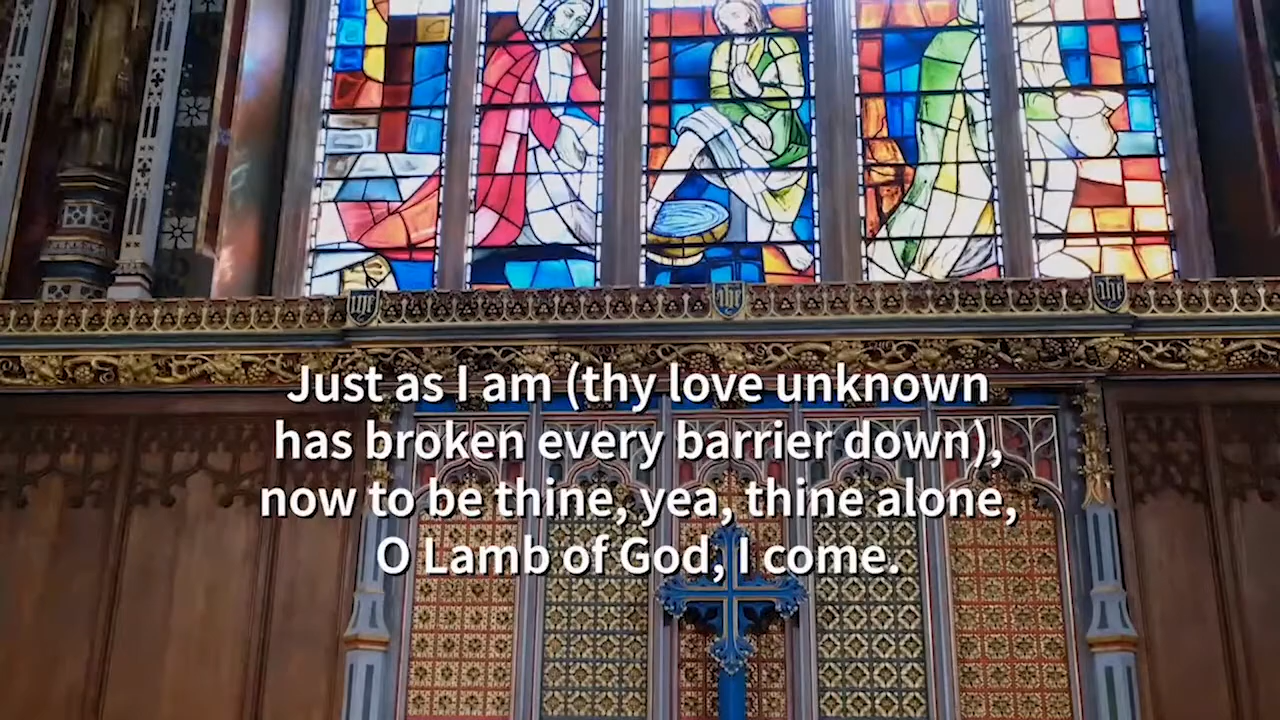 Just as I am (thy love unknown
has broken every barrier down),
now to be thine, yea, thine alone,
O Lamb of God, I come.